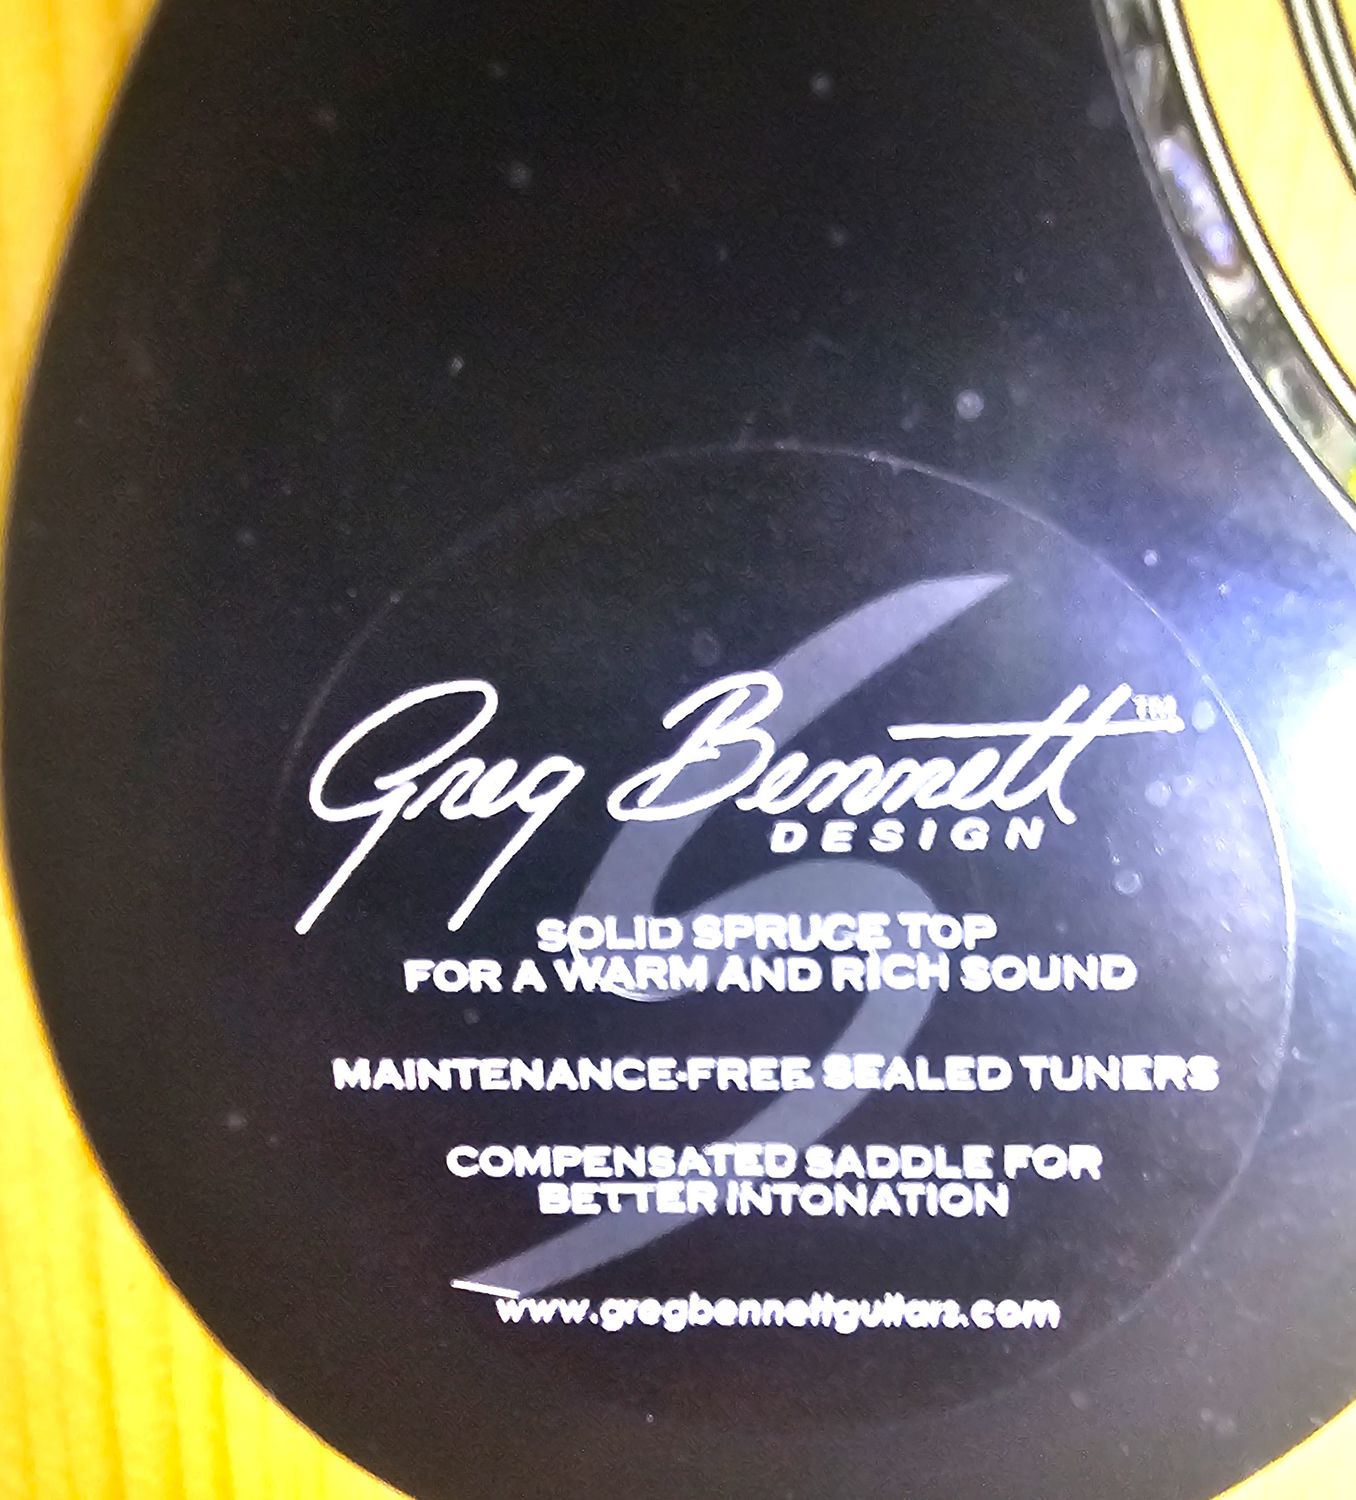 Greg Bennett™
DESIGN
SOLID SPRUCE TOP
FOR A WARM AND RICH SOUND
MAINTENANCE-FREE SEALED TUNERS
COMPENSATED SADDLE FOR
BETTER INTONATION
www.gregbennettguitars.com